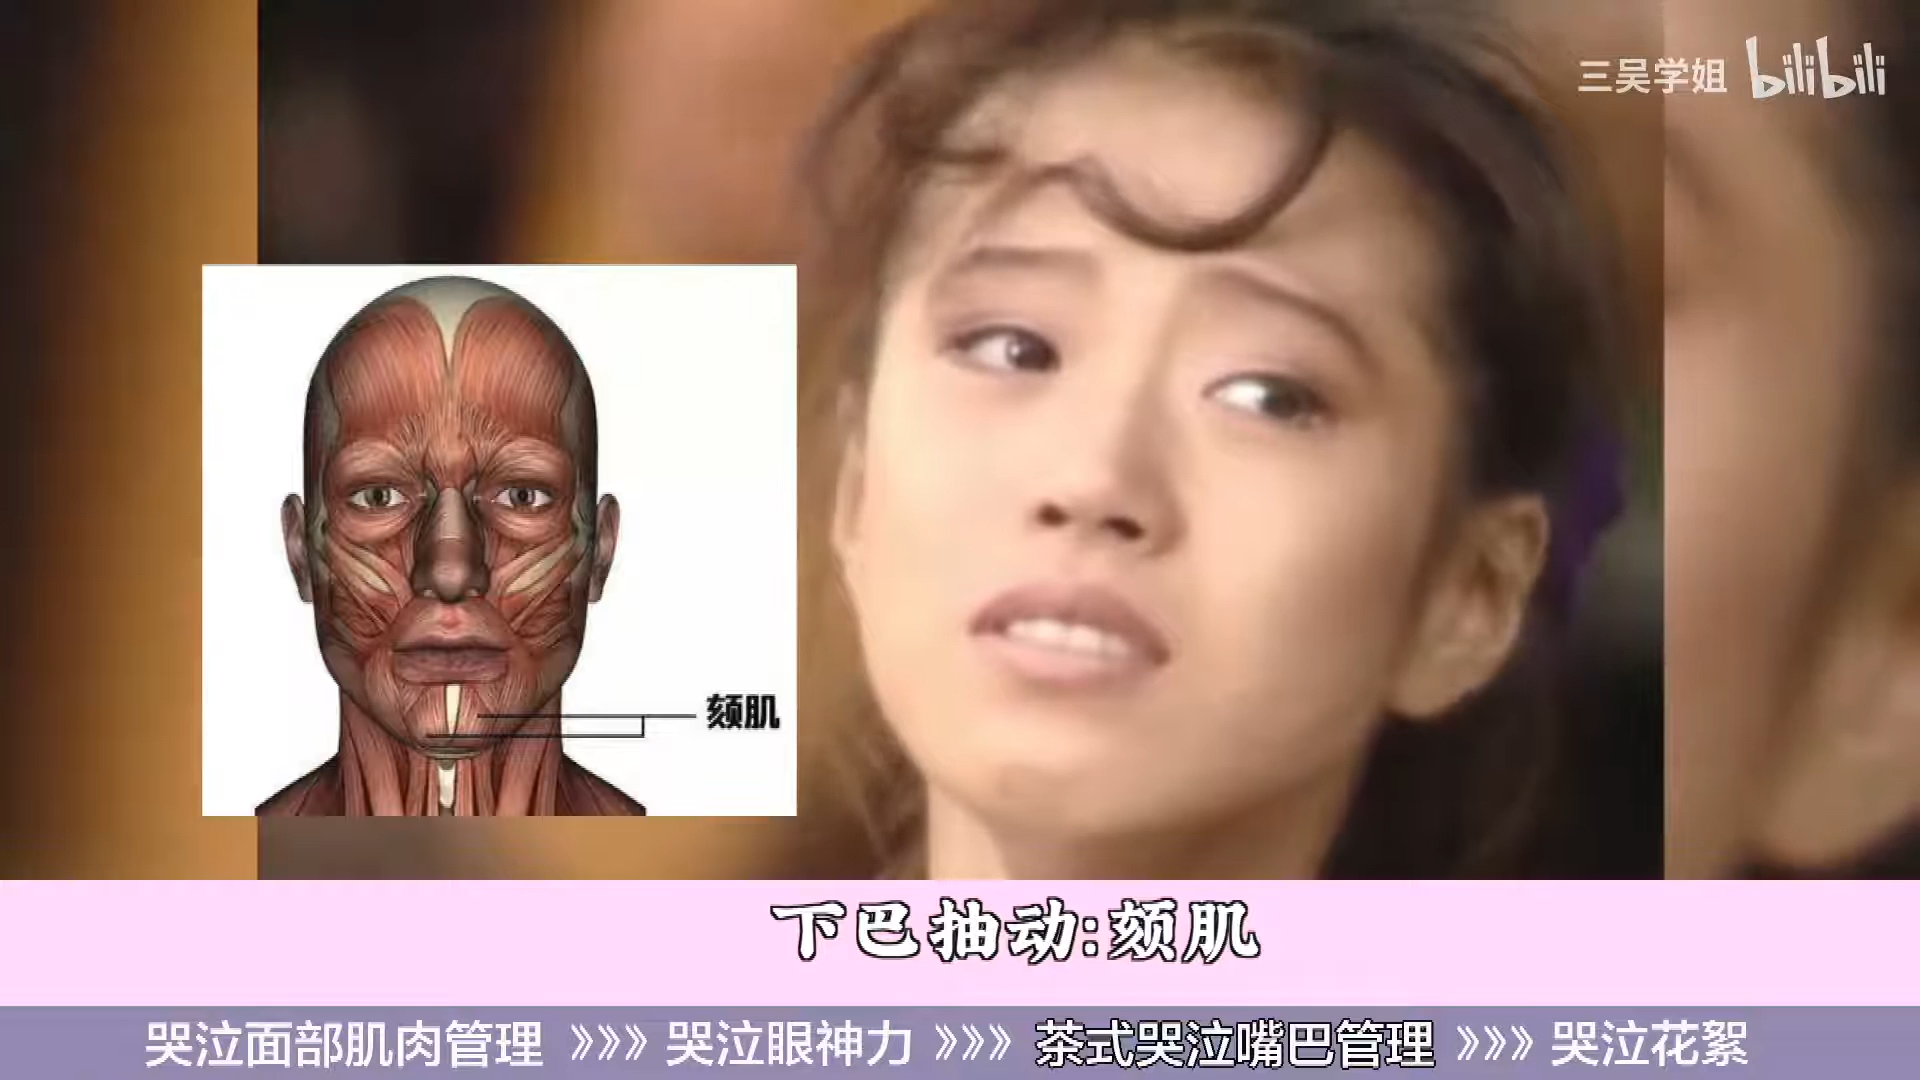 三吴学姐 bilibili
颏肌
下巴抽动:颏肌
哭泣面部肌肉管理 》》》 哭泣眼神力 》》》 茶式哭泣嘴巴管理 》》》 哭泣花絮